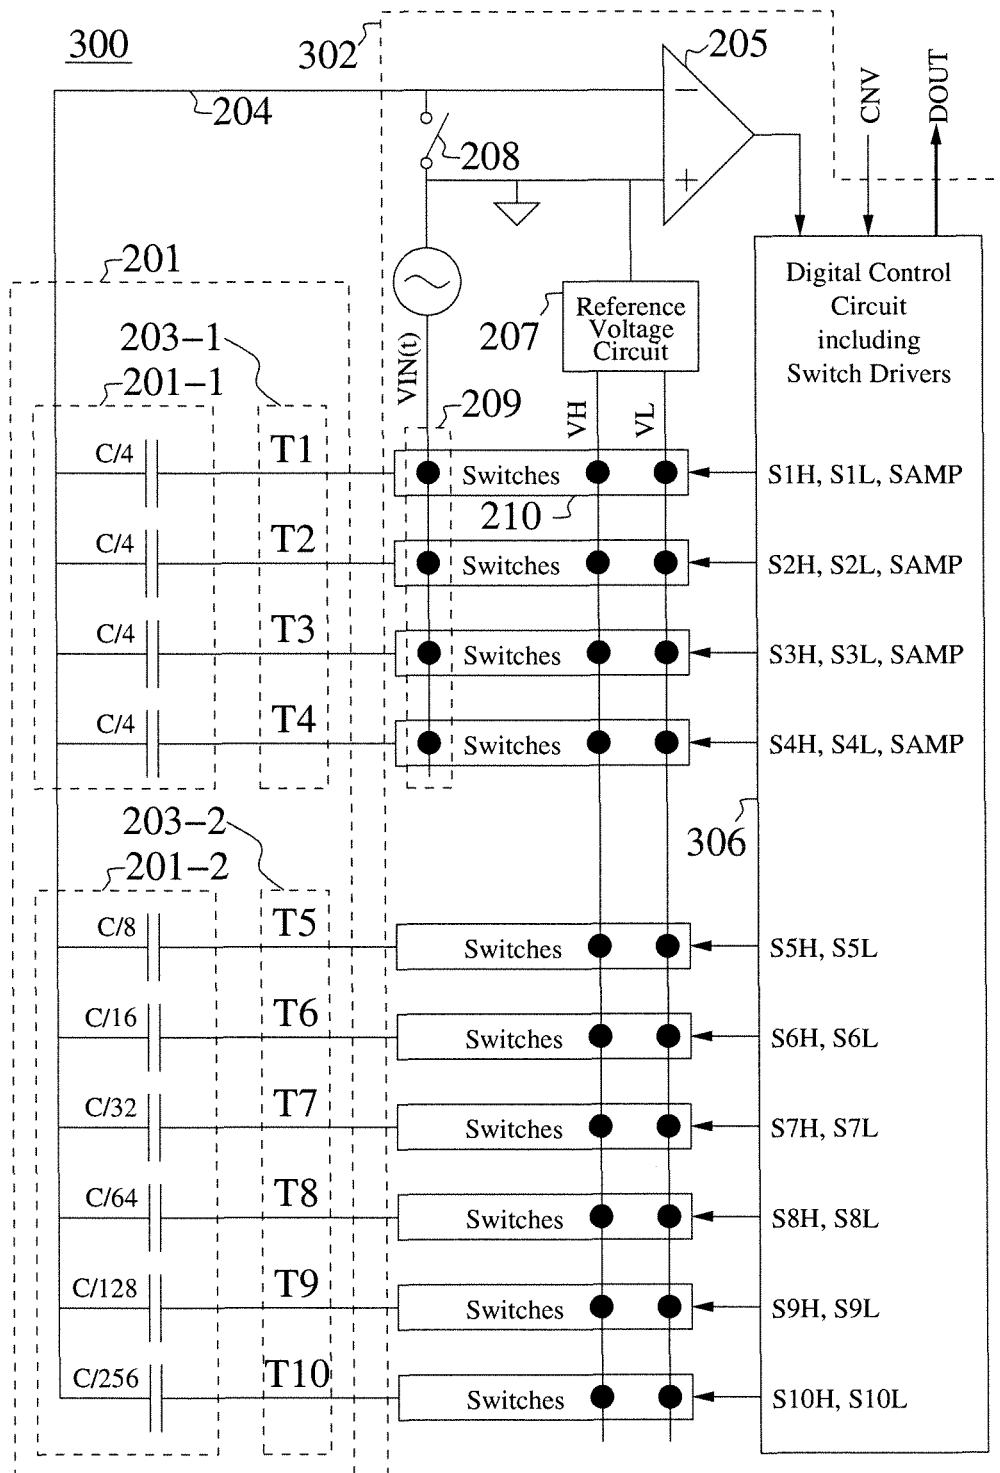 300
302
205
204
208
CNV
DOUT
201
207
Reference
Voltage
Circuit
Digital Control
Circuit
including
Switch Drivers
203-1
201-1
VIN(t)
209
VH
VL
C/4
T1
Switches
S1H, S1L, SAMP
210
C/4
T2
Switches
S2H, S2L, SAMP
C/4
T3
Switches
S3H, S3L, SAMP
C/4
T4
Switches
S4H, S4L, SAMP
203-2
306
201-2
C/8
T5
Switches
S5H, S5L
C/16
T6
Switches
S6H, S6L
C/32
T7
Switches
S7H, S7L
C/64
T8
Switches
S8H, S8L
C/128
T9
Switches
S9H, S9L
C/256
T10
Switches
S10H, S10L